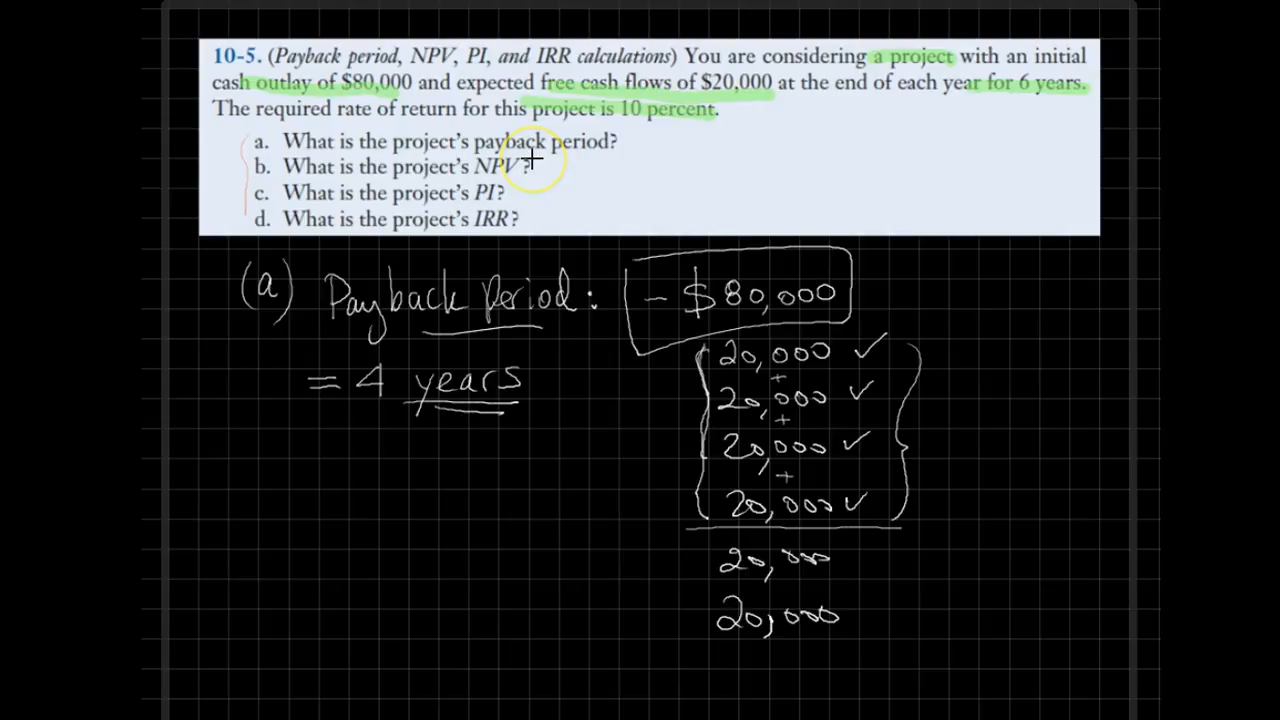 10-5. (Payback period, NPV, PI, and IRR calculations) You are considering a project with an initial
cash outlay of $80,000 and expected free cash flows of $20,000 at the end of each year for 6 years.
The required rate of return for this project is 10 percent.
a. What is the project's payback period?
b. What is the project's NPV?
c. What is the project's PI?
d. What is the project's IRR?
(a) Payback Period: - $80,000
= 4 years
20,000 ✓
+
20,000 ✓
+
20,000 ✓
+
20,000 ✓
20,000
20,000